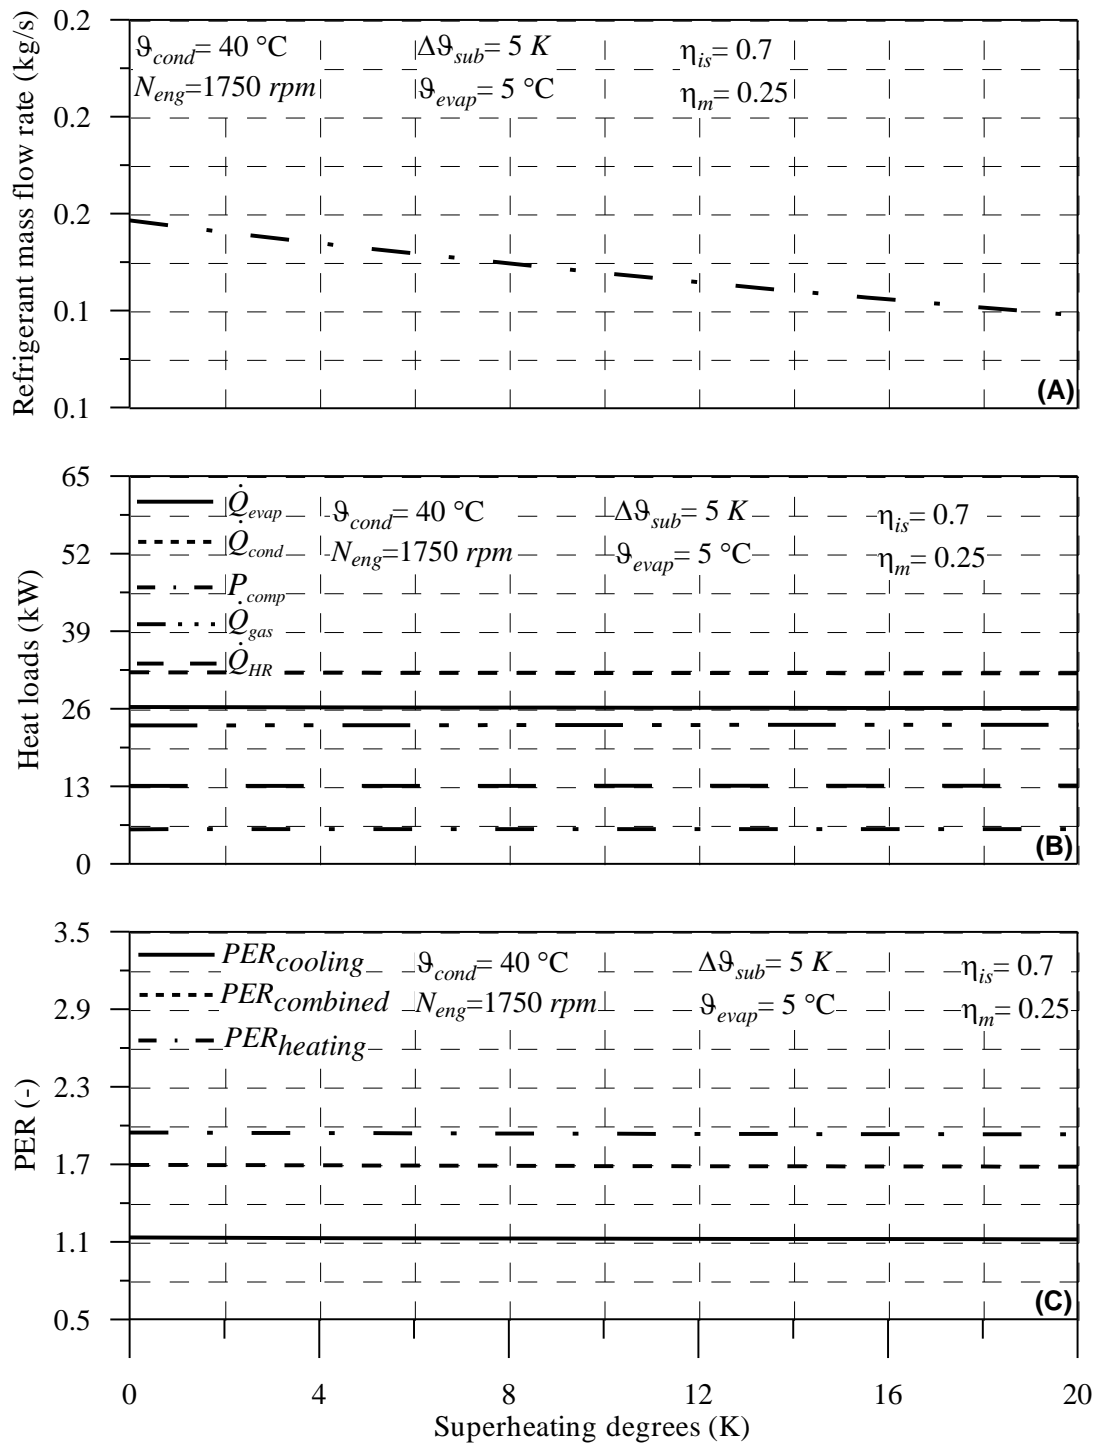 Refrigerant mass flow rate (kg/s)
0.2
0.2
0.2
0.1
0.1
ϑcond= 40 °C Δϑsub= 5 K ηis= 0.7
Neng=1750 rpm ϑevap= 5 °C ηm= 0.25
(A)
Heat loads (kW)
65
52
39
26
13
0
Q̇evap
Q̇cond
Pcomp
Q̇gas
Q̇HR
ϑcond= 40 °C Δϑsub= 5 K ηis= 0.7
Neng=1750 rpm ϑevap= 5 °C ηm= 0.25
(B)
PER (-)
3.5
2.9
2.3
1.7
1.1
0.5
PERcooling
PERcombined
PERheating
ϑcond= 40 °C Δϑsub= 5 K ηis= 0.7
Neng=1750 rpm ϑevap= 5 °C ηm= 0.25
(C)
0 4 8 12 16 20
Superheating degrees (K)